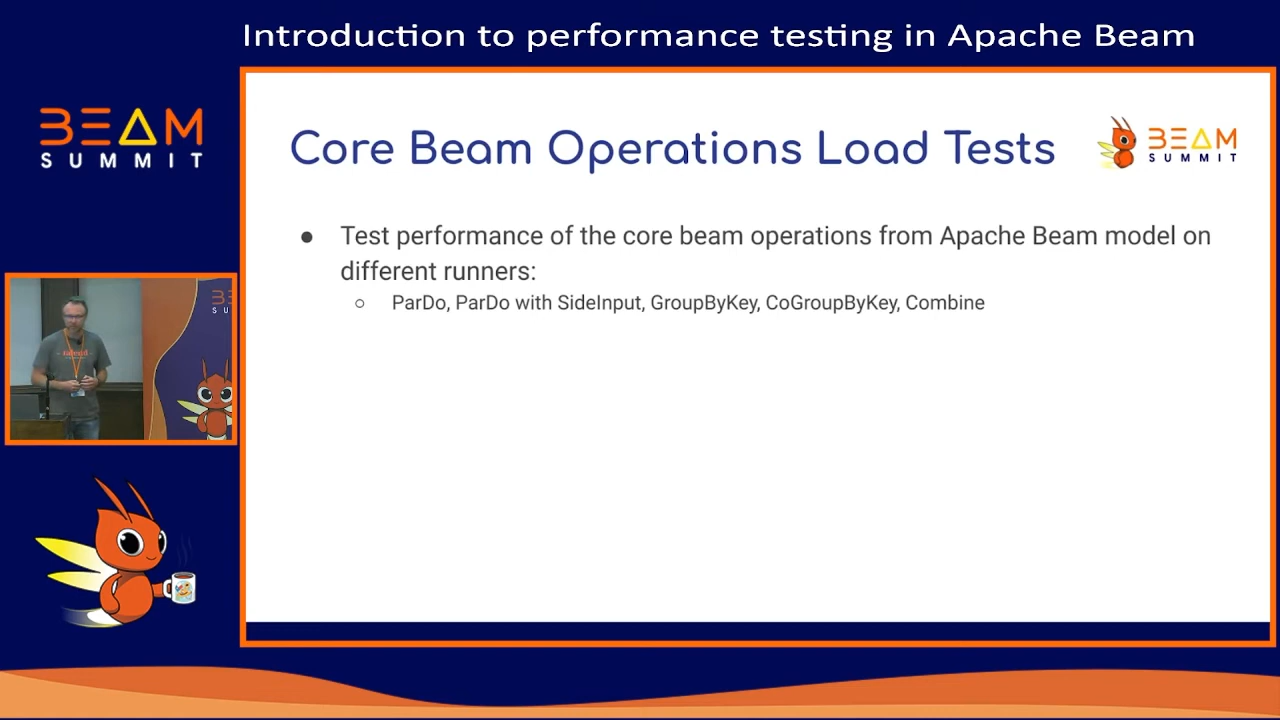 Introduction to performance testing in Apache Beam
BEAM
SUMMIT
Core Beam Operations Load Tests
BEAM
SUMMIT
● Test performance of the core beam operations from Apache Beam model on
different runners:
○ ParDo, ParDo with SideInput, GroupByKey, CoGroupByKey, Combine